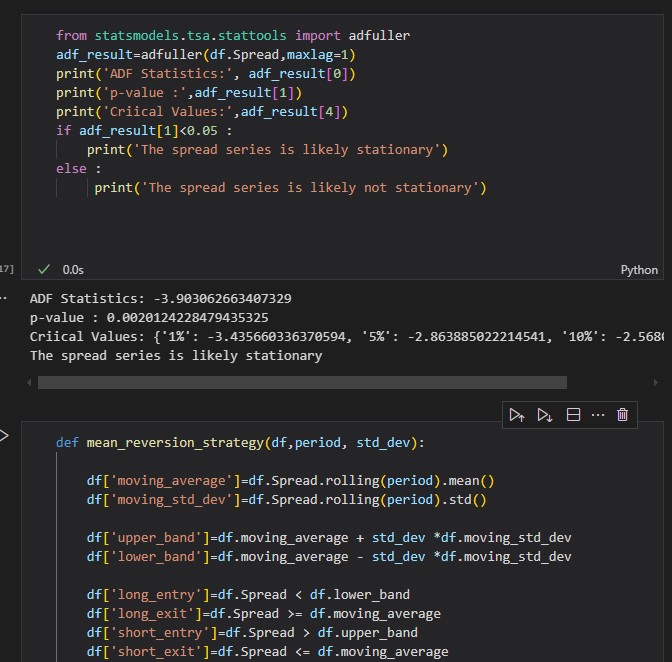 from statsmodels.tsa.stattools import adfuller
adf_result=adfuller(df.Spread,maxlag=1)
print('ADF Statistics:', adf_result[0])
print('p-value :',adf_result[1])
print('Criical Values:',adf_result[4])
if adf_result[1]<0.05 :
    print('The spread series is likely stationary')
else :
     print('The spread series is likely not stationary')
17]
0.0s
Python
ADF Statistics: -3.903062663407329
p-value : 0.0020124228479435325
Criical Values: {'1%': -3.435660336370594, '5%': -2.863885022214541, '10%': -2.568
The spread series is likely stationary
def mean_reversion_strategy(df,period, std_dev):
    df['moving_average']=df.Spread.rolling(period).mean()
    df['moving_std_dev']=df.Spread.rolling(period).std()
    df['upper_band']=df.moving_average + std_dev *df.moving_std_dev
    df['lower_band']=df.moving_average - std_dev *df.moving_std_dev
    df['long_entry']=df.Spread < df.lower_band
    df['long_exit']=df.Spread >= df.moving_average
    df['short_entry']=df.Spread > df.upper_band
    df['short_exit']=df.Spread <= df.moving_average